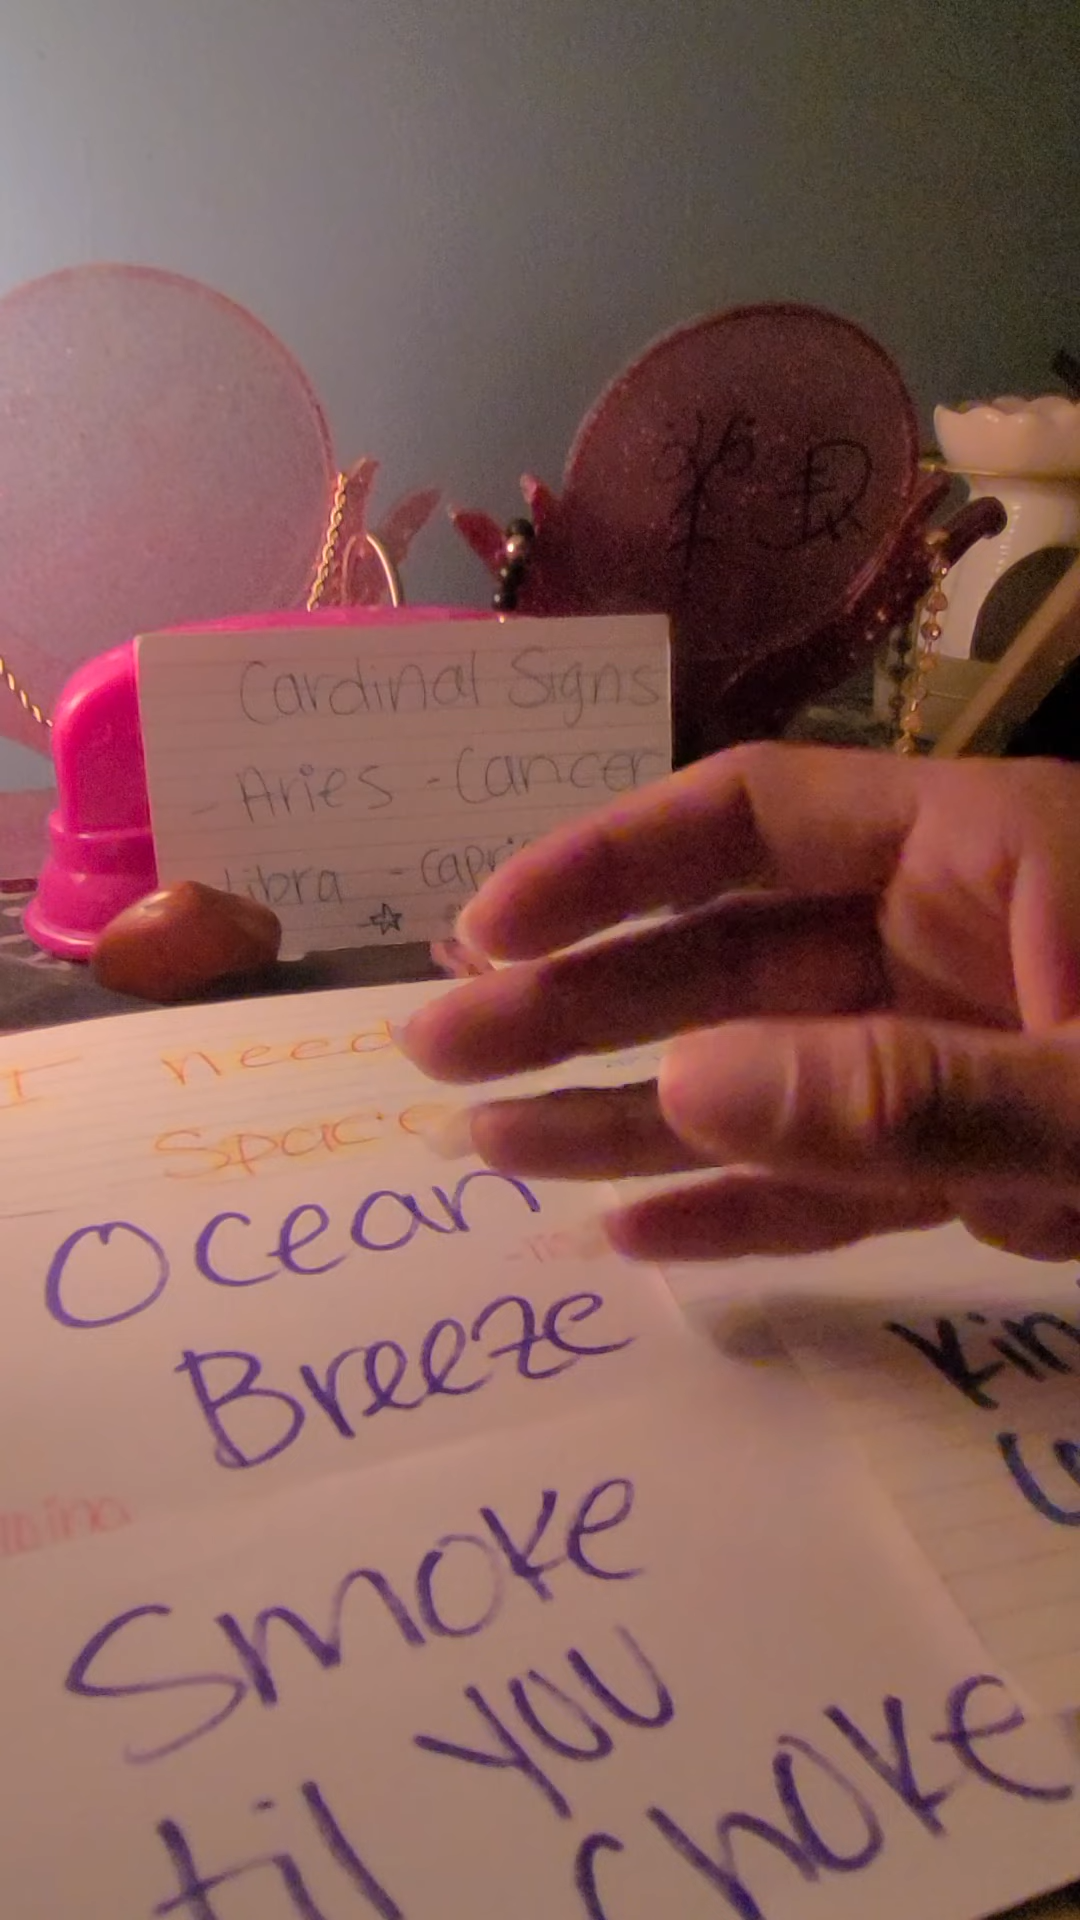 Cardinal Signs
- Aries - Cancer
Libra
I need
Space
Ocean
Breeze
Smoke
you
til choke